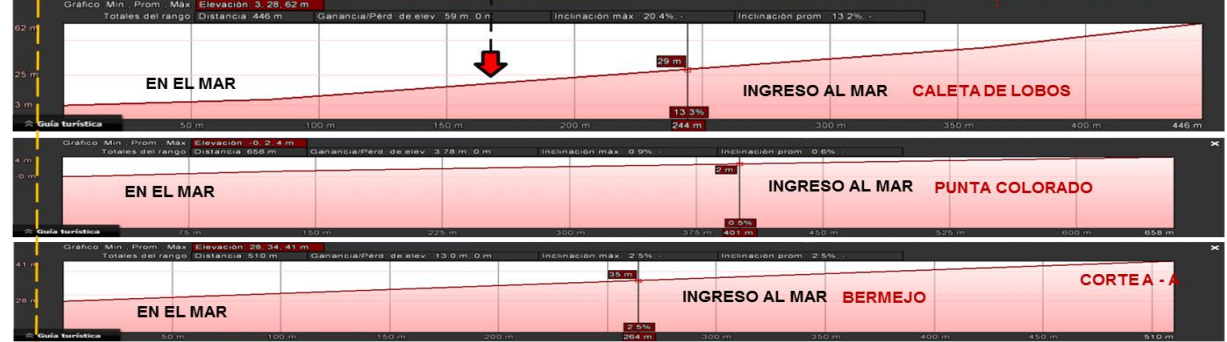 Gráfico Min., Prom., Máx Elevación: 3, 28, 62 m
Totales del rango: Distancia: 446 m Ganancia/Pérd. de elev: 59 m, 0 m Inclinación máx: 20.4%, - Inclinación prom.: 13.2%, -
62 m
29 m
25 m
EN EL MAR
INGRESO AL MAR CALETA DE LOBOS
3 m
13.3%
Guía turística 50 m 100 m 150 m 200 m 244 m 300 m 350 m 400 m 446 m
Gráfico Min., Prom., Máx Elevación: -0, 2, 4 m
Totales del rango: Distancia: 658 m Ganancia/Pérd. de elev: 3.78 m, 0 m Inclinación máx: 0.9%, - Inclinación prom: 0.6%, -
4 m
2 m
-0 m
EN EL MAR
INGRESO AL MAR PUNTA COLORADO
0.5%
Guía turística 75 m 150 m 225 m 300 m 375 m 401 m 450 m 525 m 600 m 658 m
Gráfico Min., Prom., Máx Elevación: 28, 34, 41 m
Totales del rango: Distancia: 510 m Ganancia/Pérd. de elev: 13.0 m, 0 m Inclinación máx: 2.5%, - Inclinación prom: 2.5%, -
41 m
35 m
CORTE A - A
28 m
EN EL MAR
INGRESO AL MAR BERMEJO
2.5%
Guía turística 50 m 100 m 150 m 200 m 264 m 300 m 350 m 400 m 450 m 510 m